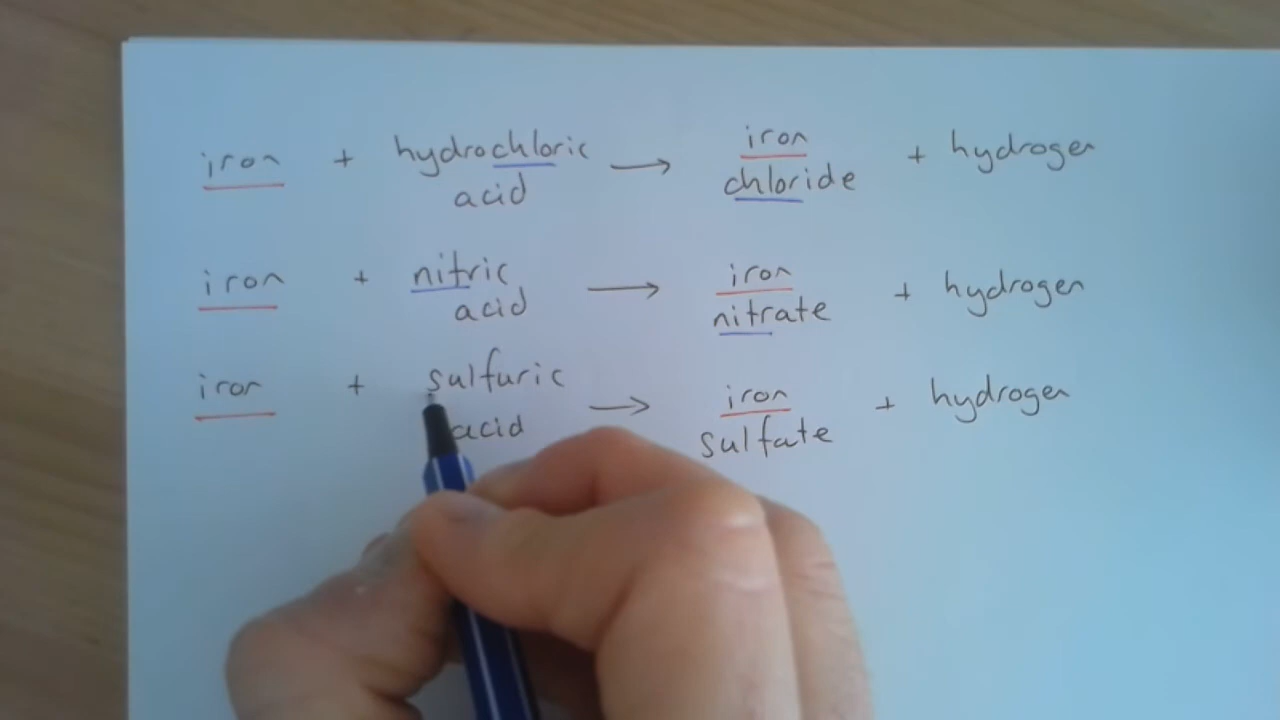 iron + hydrochloric acid → iron chloride + hydrogen
iron + nitric acid → iron nitrate + hydrogen
iron + sulfuric acid → iron sulfate + hydrogen